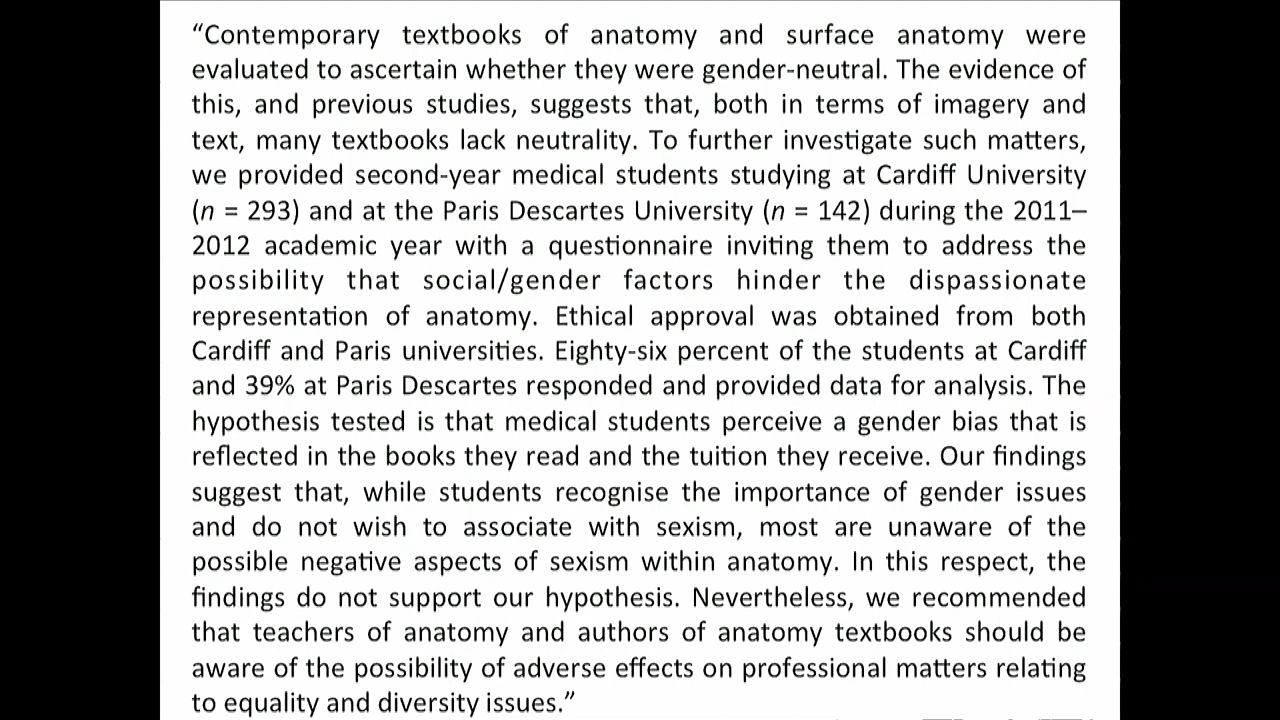 “Contemporary textbooks of anatomy and surface anatomy were
evaluated to ascertain whether they were gender-neutral. The evidence of
this, and previous studies, suggests that, both in terms of imagery and
text, many textbooks lack neutrality. To further investigate such matters,
we provided second-year medical students studying at Cardiff University
(n = 293) and at the Paris Descartes University (n = 142) during the 2011–
2012 academic year with a questionnaire inviting them to address the
possibility that social/gender factors hinder the dispassionate
representation of anatomy. Ethical approval was obtained from both
Cardiff and Paris universities. Eighty-six percent of the students at Cardiff
and 39% at Paris Descartes responded and provided data for analysis. The
hypothesis tested is that medical students perceive a gender bias that is
reflected in the books they read and the tuition they receive. Our findings
suggest that, while students recognise the importance of gender issues
and do not wish to associate with sexism, most are unaware of the
possible negative aspects of sexism within anatomy. In this respect, the
findings do not support our hypothesis. Nevertheless, we recommended
that teachers of anatomy and authors of anatomy textbooks should be
aware of the possibility of adverse effects on professional matters relating
to equality and diversity issues.”